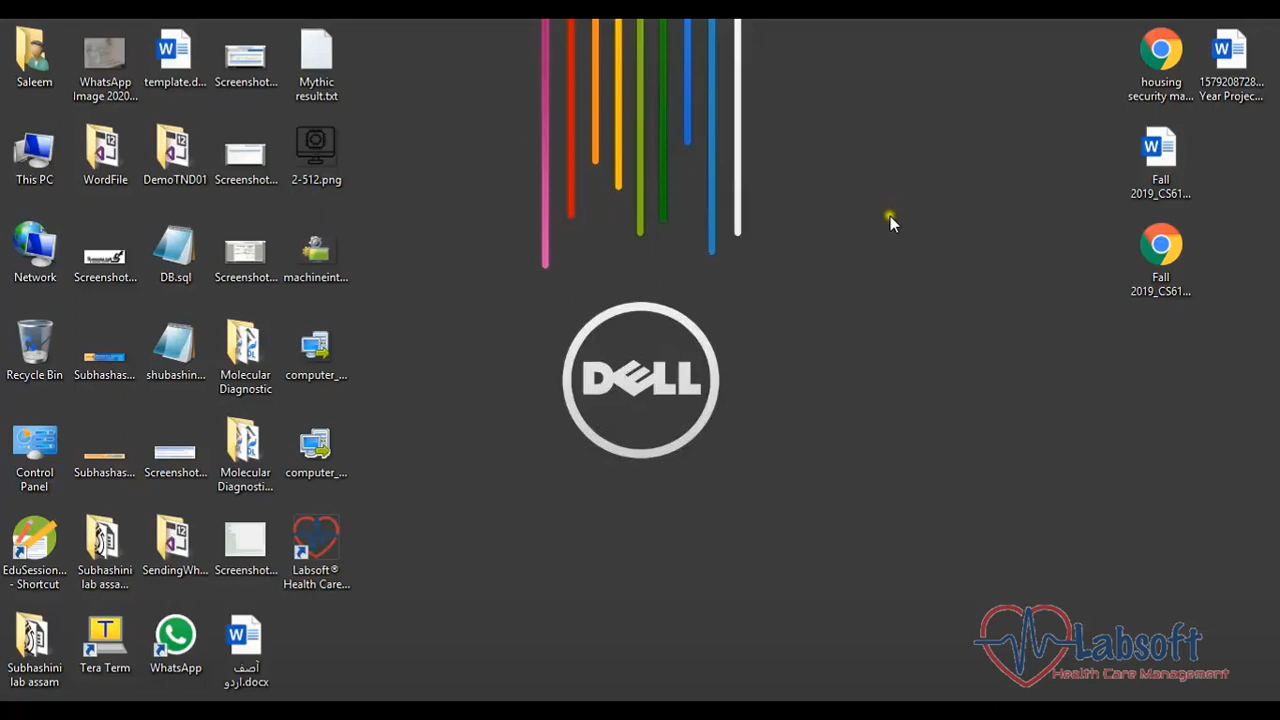 Saleem
WhatsApp
Image 2020...
template.d...
Screenshot...
Mythic
result.txt
This PC
WordFile
DemoTND01
Screenshot...
2-512.png
Network
Screenshot...
DB.sql
Screenshot...
machineint...
Recycle Bin
Subhashas...
shubashin...
Molecular
Diagnostic
computer_...
Control
Panel
Subhashas...
Screenshot...
Molecular
Diagnosti...
computer_...
EduSession...
- Shortcut
Subhashini
lab assa...
SendingWh...
Screenshot...
Labsoft®
Health Care...
Subhashini
lab assam
Tera Term
WhatsApp
آصف
اردو.docx
DELL
housing
security ma...
1579208728...
Year Projec...
Fall
2019_CS61...
Fall
2019_CS61...
Labsoft
Health Care Management